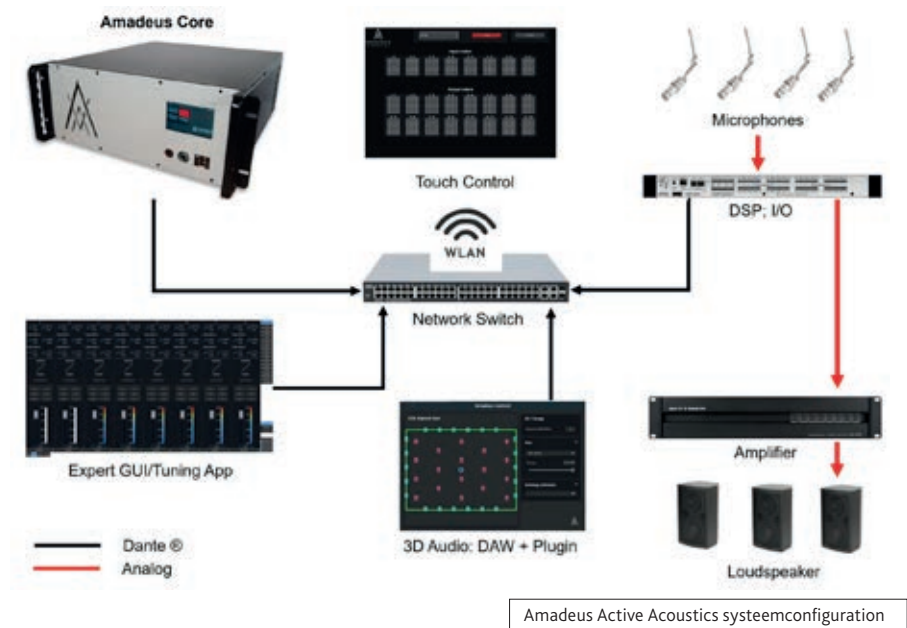 Amadeus Core
Touch Control
Microphones
DSP; I/O
WLAN
Network Switch
Expert GUI/Tuning App
3D Audio: DAW + Plugin
Amplifier
Loudspeaker
Dante ®
Analog
Amadeus Active Acoustics systeemconfiguration